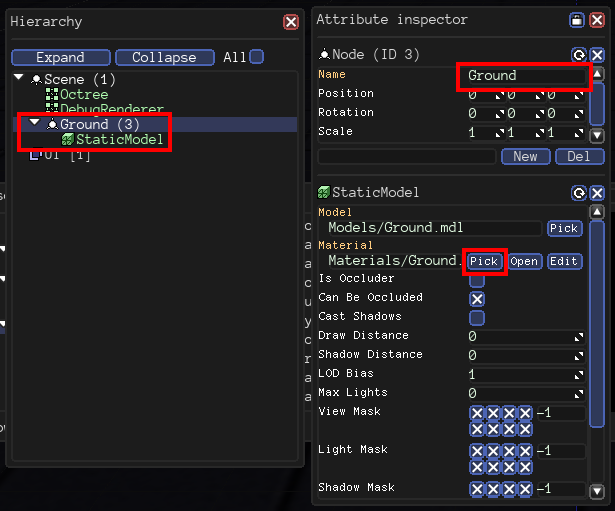 Hierarchy
Expand Collapse All
Scene (1)
Octree
DebugRenderer
Ground (3)
StaticModel
UI [1]
Attribute inspector
Node (ID 3)
Name Ground
Position 0 0 0
Rotation 0 0 0
Scale 1 1 1
New Del
StaticModel
Model
Models/Ground.mdl Pick
Material
Materials/Ground. Pick Open Edit
Is Occluder
Can Be Occluded
Cast Shadows
Draw Distance 0
Shadow Distance 0
LOD Bias 1
Max Lights 0
View Mask -1
Light Mask -1
Shadow Mask -1